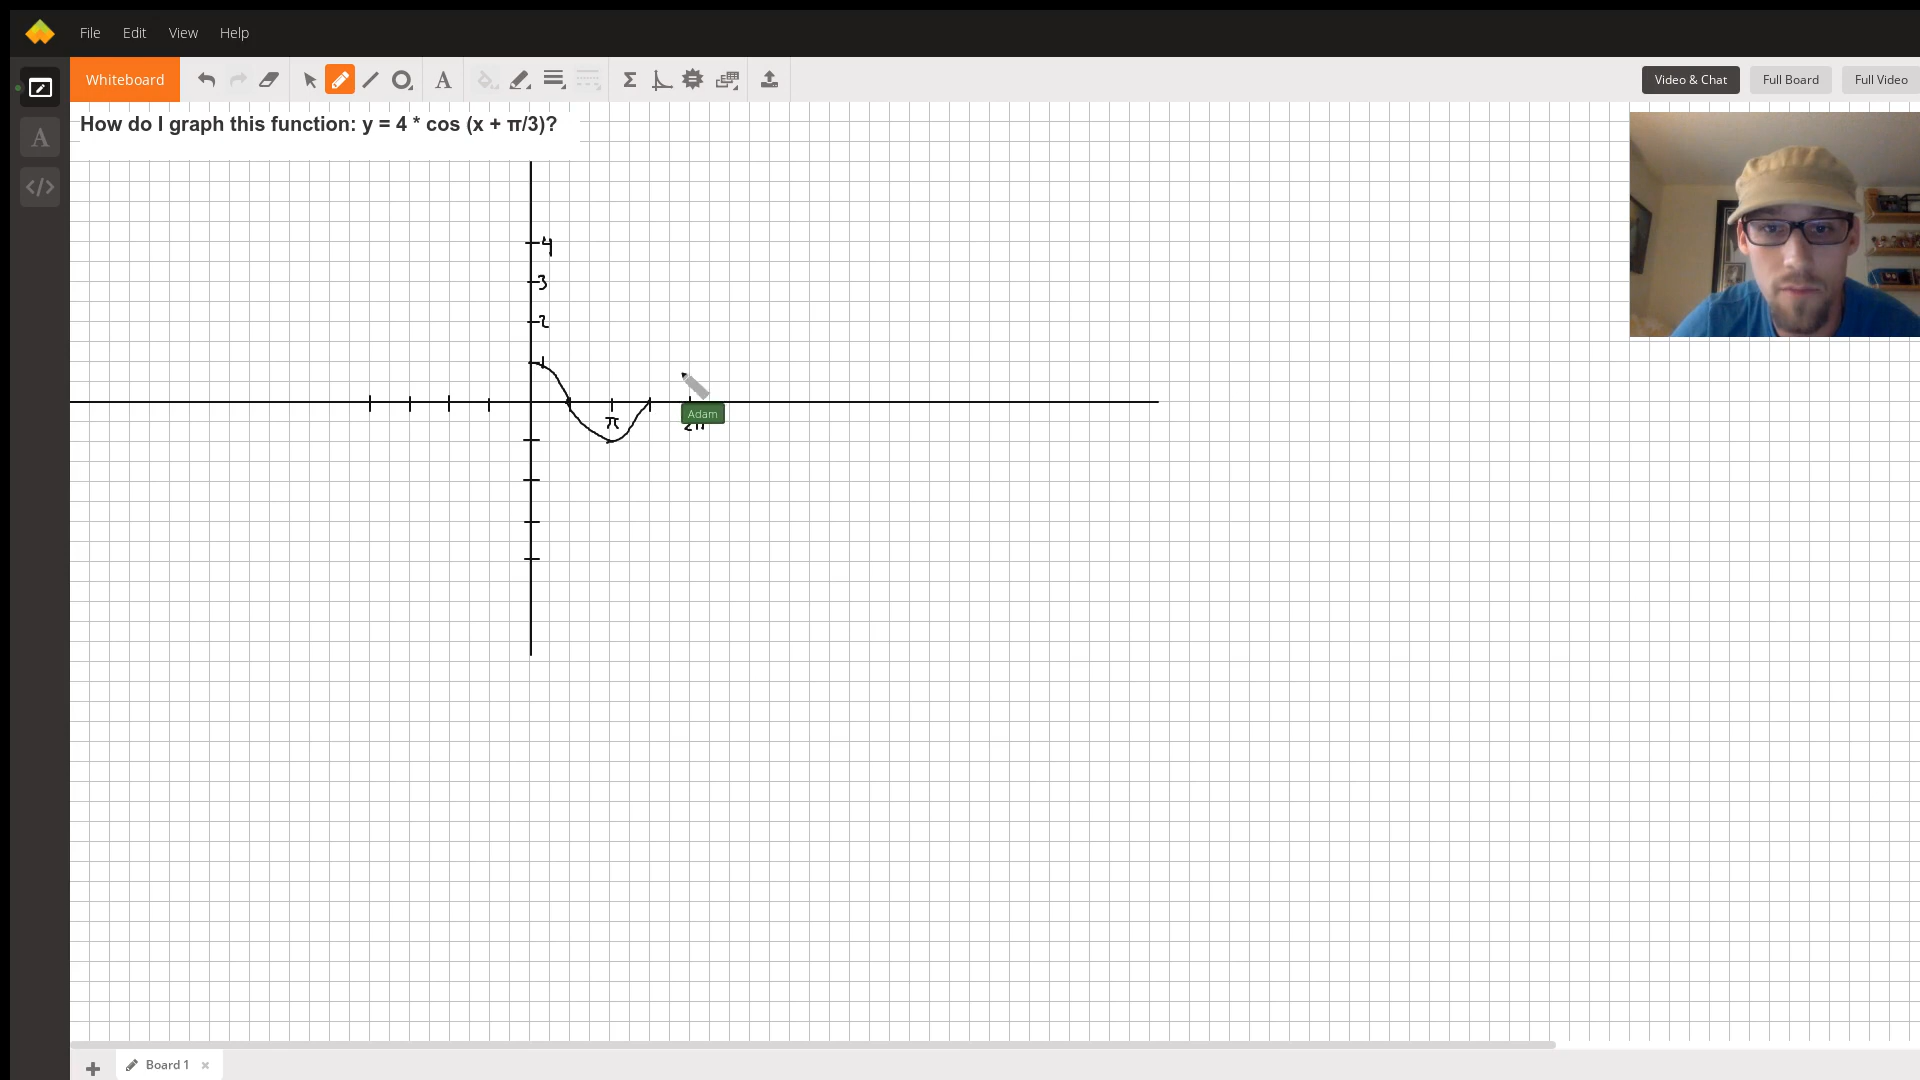 File Edit View Help
Whiteboard A Σ Video & Chat Full Board Full Video
A
</>
How do I graph this function: y = 4 * cos (x + π/3)?
4
3
2
1
π
Adam
Board 1